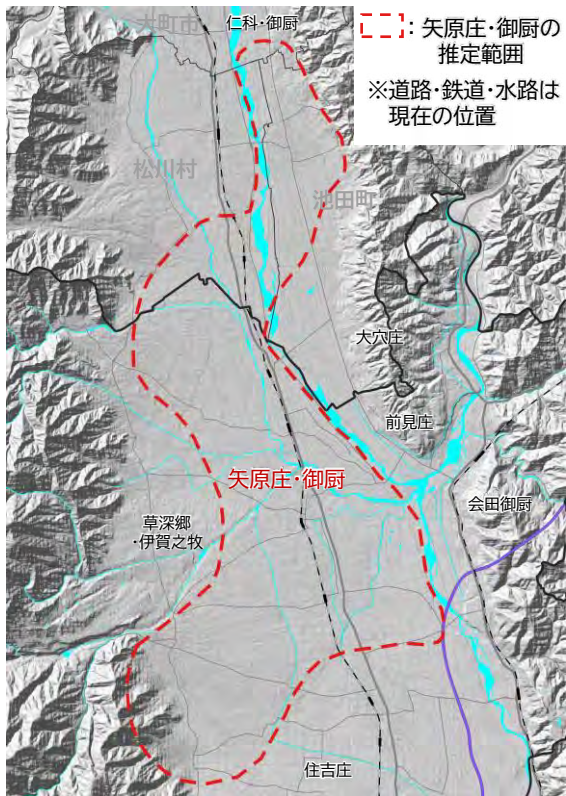 大町市
仁科・御厨
：矢原庄・御厨の
推定範囲
※道路・鉄道・水路は
現在の位置
松川村
池田町
大穴庄
前見庄
矢原庄・御厨
会田御厨
草深郷
・伊賀之牧
住吉庄